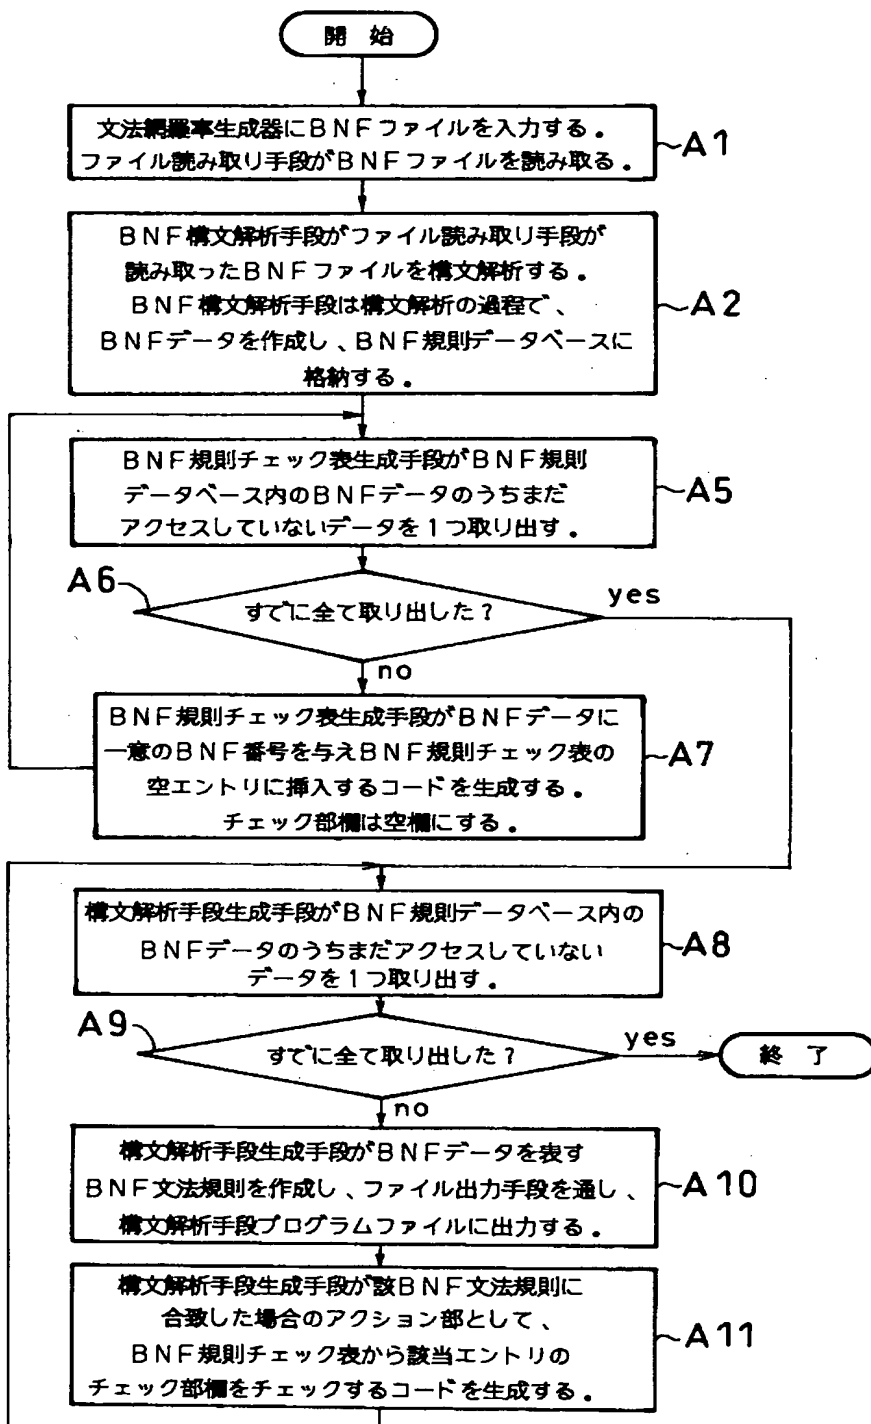 開 始
文法網羅率生成器にBNFファイルを入力する.
ファイル読み取り手段がBNFファイルを読み取る.
A1
BNF構文解析手段がファイル読み取り手段が
読み取ったBNFファイルを構文解析する.
BNF構文解析手段は構文解析の過程で、
BNFデータを作成し、BNF規則データベースに
格納する.
A2
BNF規則チェック表生成手段がBNF規則
データベース内のBNFデータのうちまだ
アクセスしていないデータを1つ取り出す.
A5
A6
すでに全て取り出した?
yes
no
BNF規則チェック表生成手段がBNFデータに
一意のBNF番号を与えBNF規則チェック表の
空エントリに挿入するコードを生成する.
チェック部欄は空欄にする.
A7
構文解析手段生成手段がBNF規則データベース内の
BNFデータのうちまだアクセスしていない
データを1つ取り出す.
A8
A9
すでに全て取り出した?
yes
終 了
no
構文解析手段生成手段がBNFデータを表す
BNF文法規則を作成し、ファイル出力手段を通し、
構文解析手段プログラムファイルに出力する.
A10
構文解析手段生成手段が該BNF文法規則に
合致した場合のアクション部として、
BNF規則チェック表から該当エントリの
チェック部欄をチェックするコードを生成する.
A11